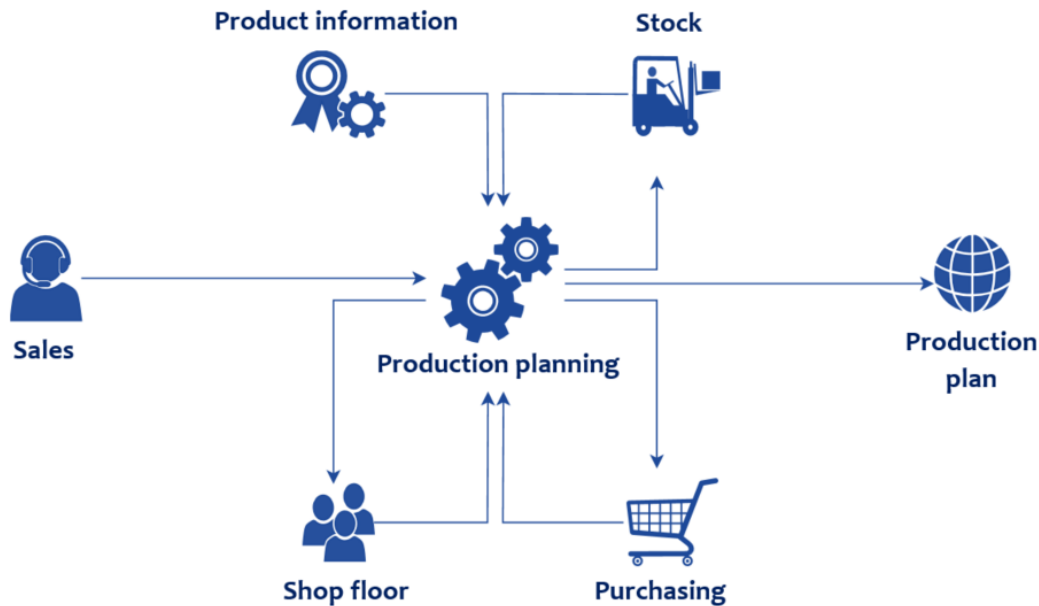 Product information
Stock
Sales
Production planning
Production
plan
Shop floor
Purchasing